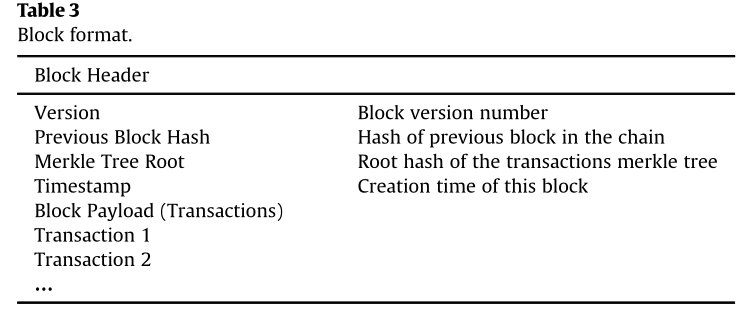 Table 3
Block format.
Block Header
Version Block version number
Previous Block Hash Hash of previous block in the chain
Merkle Tree Root Root hash of the transactions merkle tree
Timestamp Creation time of this block
Block Payload (Transactions)
Transaction 1
Transaction 2
...